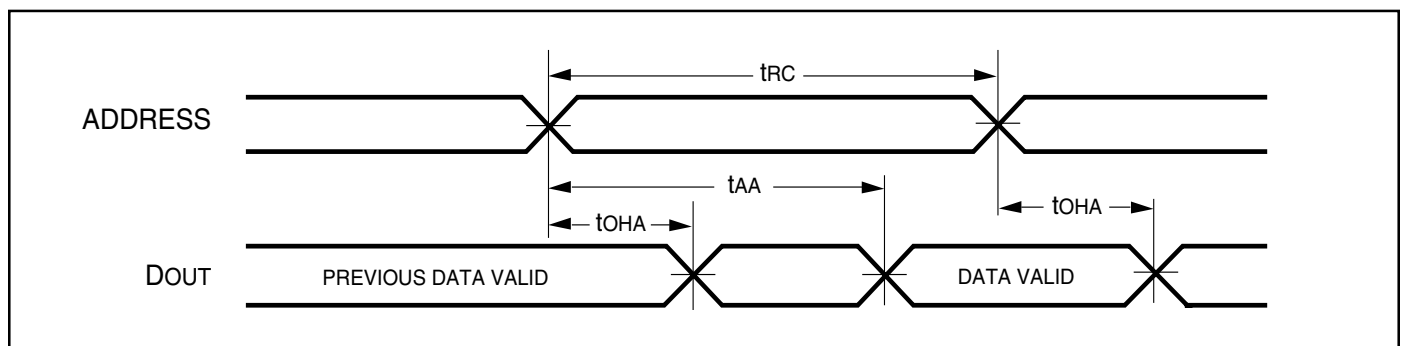 tRC
ADDRESS
tAA
tOHA
tOHA
DOUT
PREVIOUS DATA VALID
DATA VALID